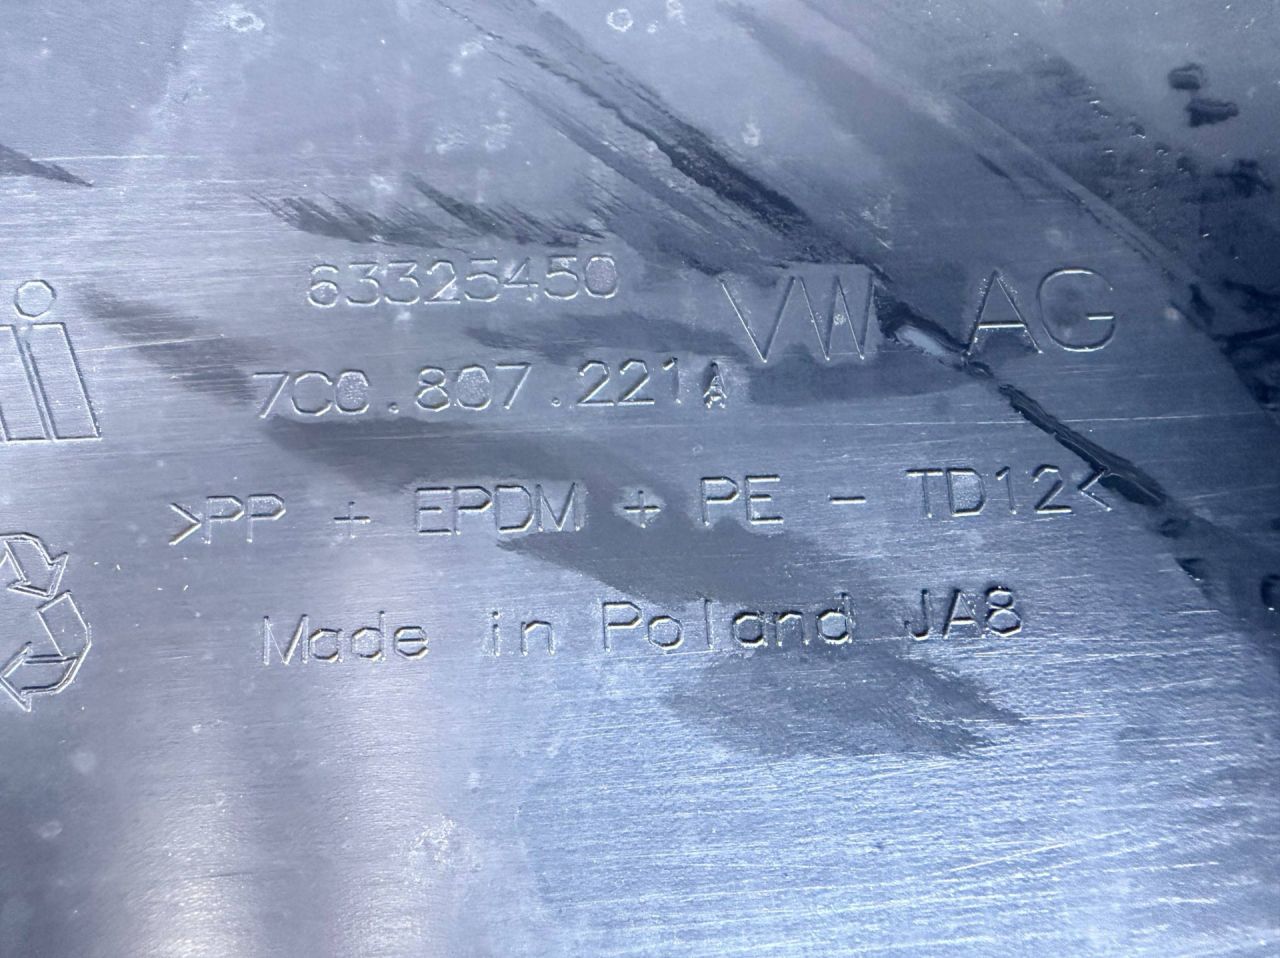 63325450
VW AG
7C0.807.221A
>PP + EPDM + PE - TD12<
Made in Poland JA8